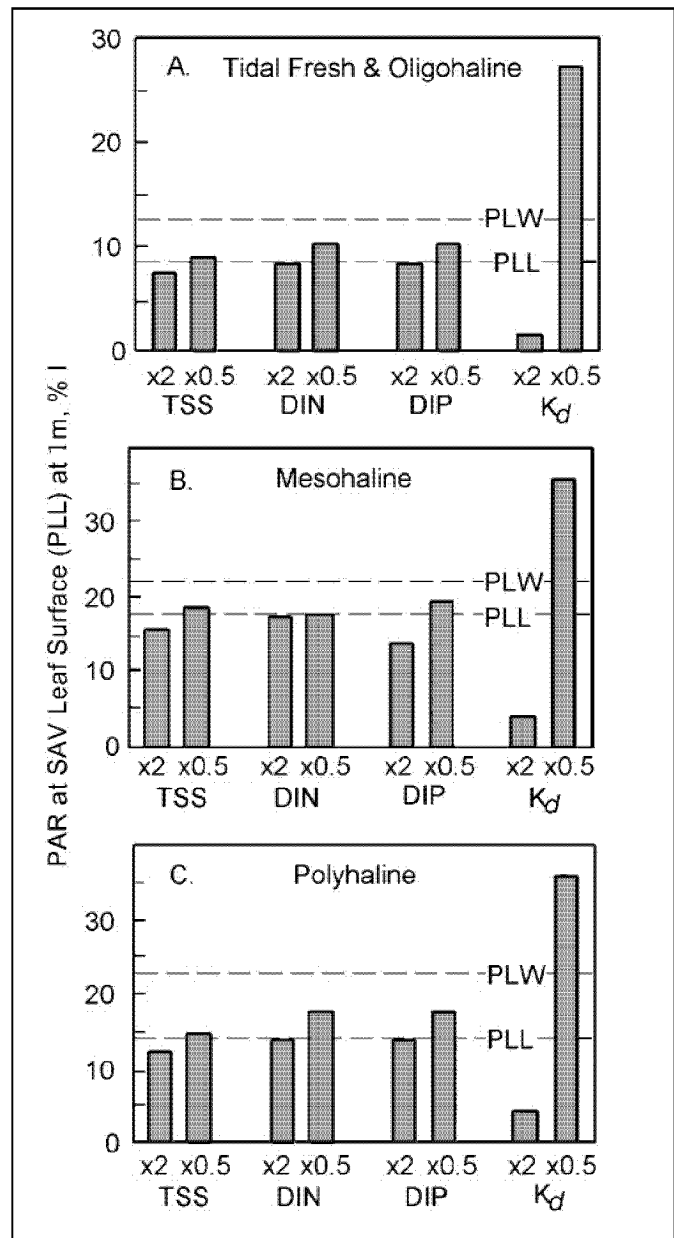 PAR at SAV Leaf Surface (PLL) at 1m, % I
A. Tidal Fresh & Oligohaline
30
20
10
0
PLW
PLL
x2 x0.5 x2 x0.5 x2 x0.5 x2 x0.5
TSS DIN DIP Kd
B. Mesohaline
30
20
10
0
PLW
PLL
x2 x0.5 x2 x0.5 x2 x0.5 x2 x0.5
TSS DIN DIP Kd
C. Polyhaline
30
20
10
0
PLW
PLL
x2 x0.5 x2 x0.5 x2 x0.5 x2 x0.5
TSS DIN DIP Kd